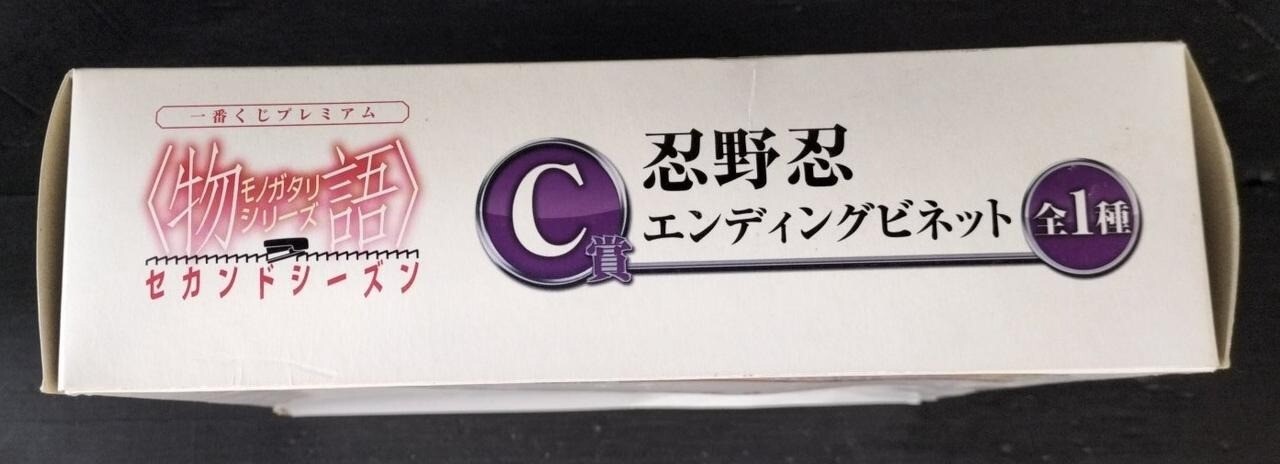 一番くじプレミアム
〈物語〉
モノガタリ
シリーズ
セカンドシーズン
C賞
忍野忍
エンディングビネット
全1種